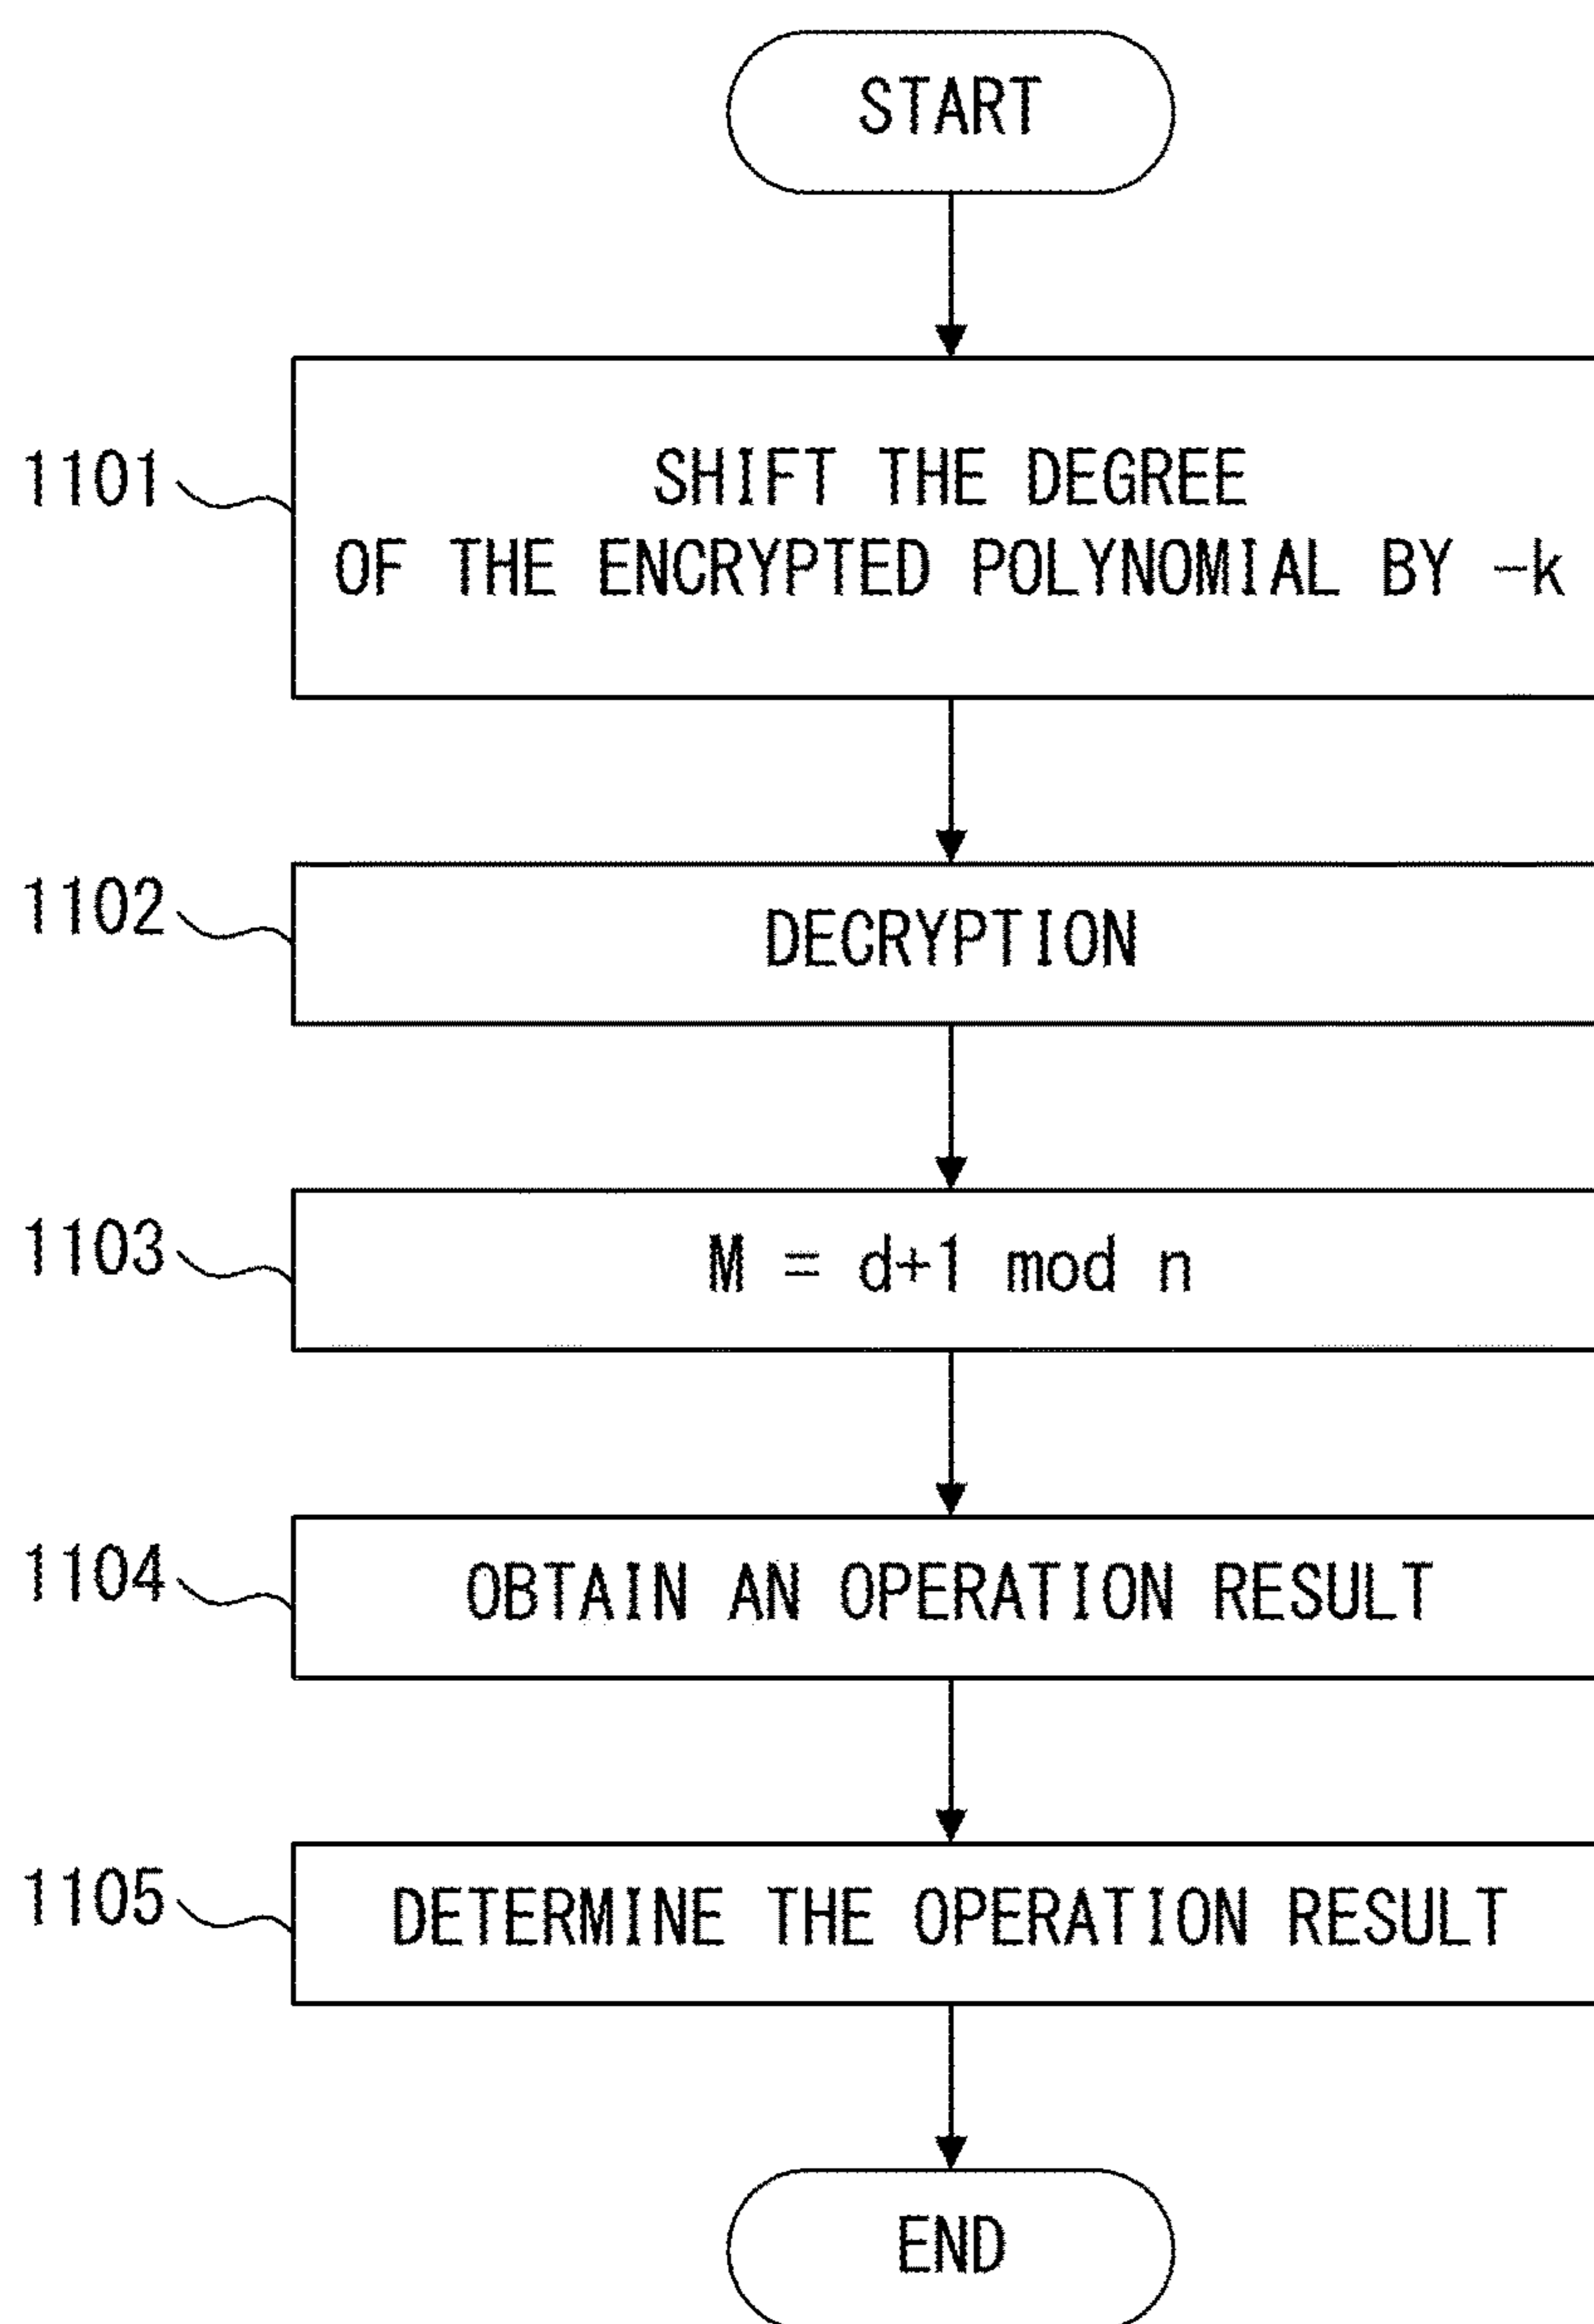 START
1101
SHIFT THE DEGREE
OF THE ENCRYPTED POLYNOMIAL BY -k
1102
DECRYPTION
1103
M = d+1 mod n
1104
OBTAIN AN OPERATION RESULT
1105
DETERMINE THE OPERATION RESULT
END